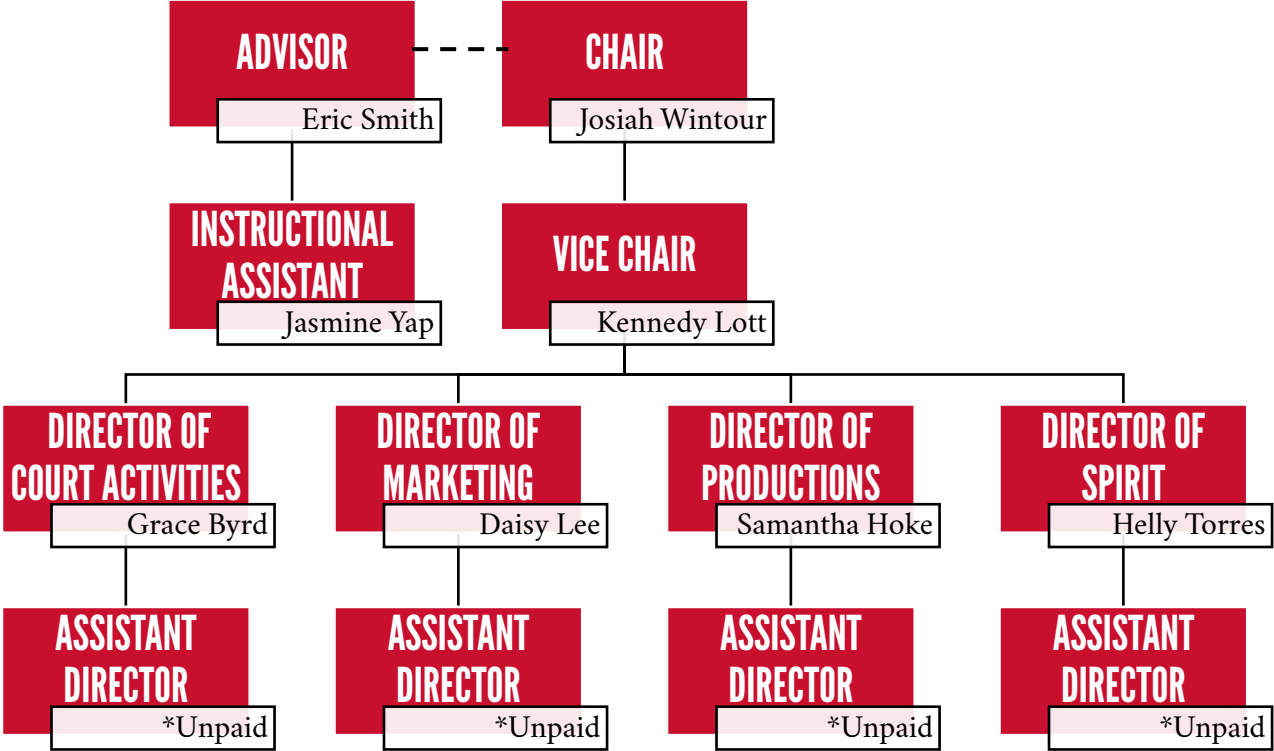 ADVISOR
Eric Smith
CHAIR
Josiah Wintour
INSTRUCTIONAL
ASSISTANT
Jasmine Yap
VICE CHAIR
Kennedy Lott
DIRECTOR OF
COURT ACTIVITIES
Grace Byrd
DIRECTOR OF
MARKETING
Daisy Lee
DIRECTOR OF
PRODUCTIONS
Samantha Hoke
DIRECTOR OF
SPIRIT
Helly Torres
ASSISTANT
DIRECTOR
*Unpaid
ASSISTANT
DIRECTOR
*Unpaid
ASSISTANT
DIRECTOR
*Unpaid
ASSISTANT
DIRECTOR
*Unpaid